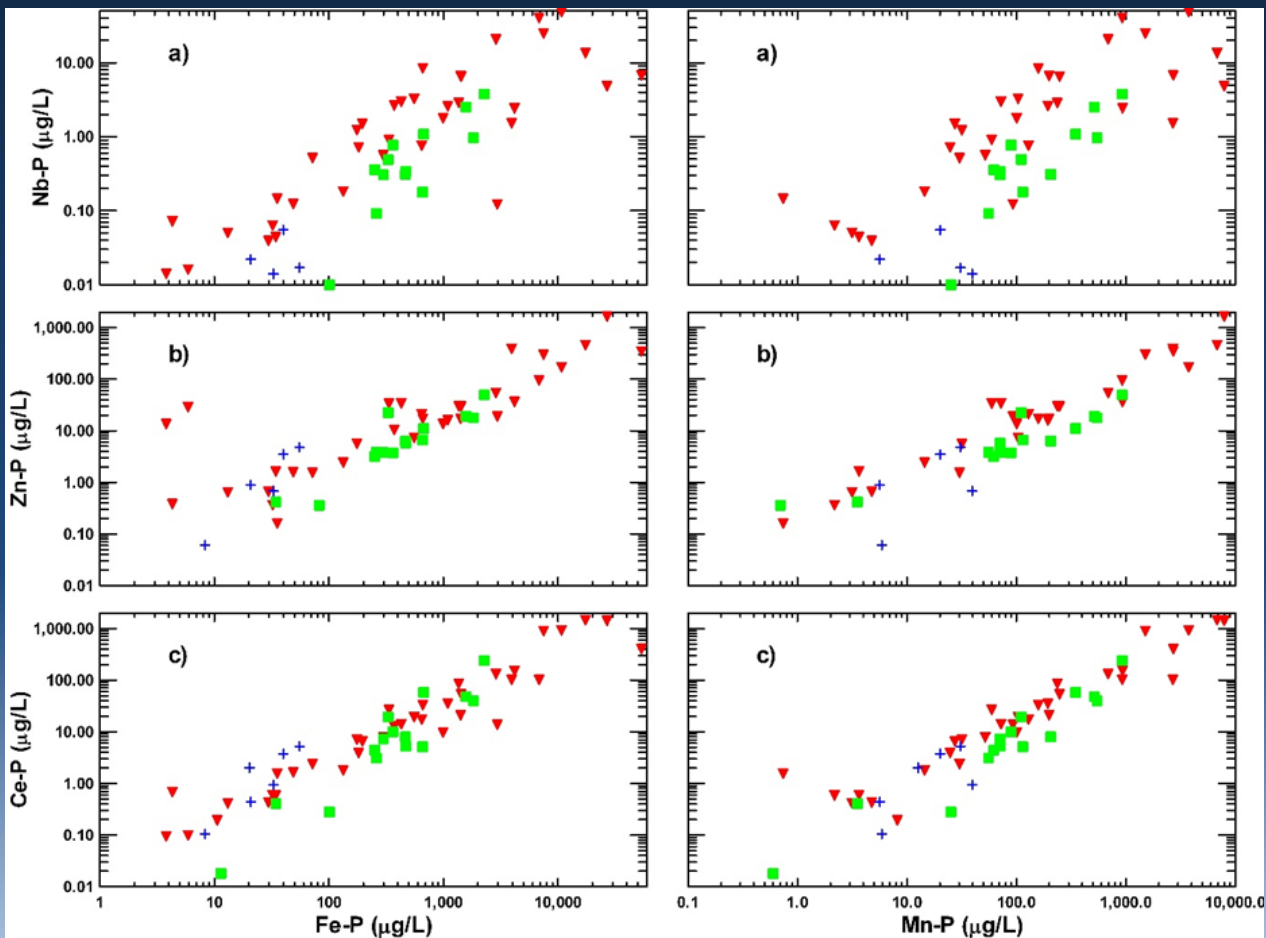 a)
10.00
1.00
0.10
0.01
Nb-P (µg/L)
a)
b)
1,000.00
100.00
10.00
1.00
0.10
0.01
Zn-P (µg/L)
b)
c)
1,000.00
100.00
10.00
1.00
0.10
0.01
Ce-P (µg/L)
1 10 100 1,000 10,000
Fe-P (µg/L)
c)
0.1 1.0 10.0 100.0 1,000.0 10,000.0
Mn-P (µg/L)